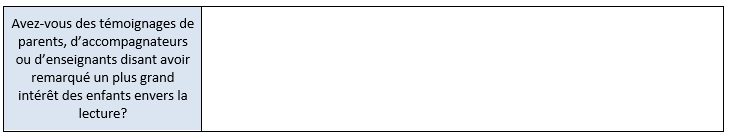 Avez-vous des témoignages de
parents, d’accompagnateurs
ou d’enseignants disant avoir
remarqué un plus grand
intérêt des enfants envers la
lecture?